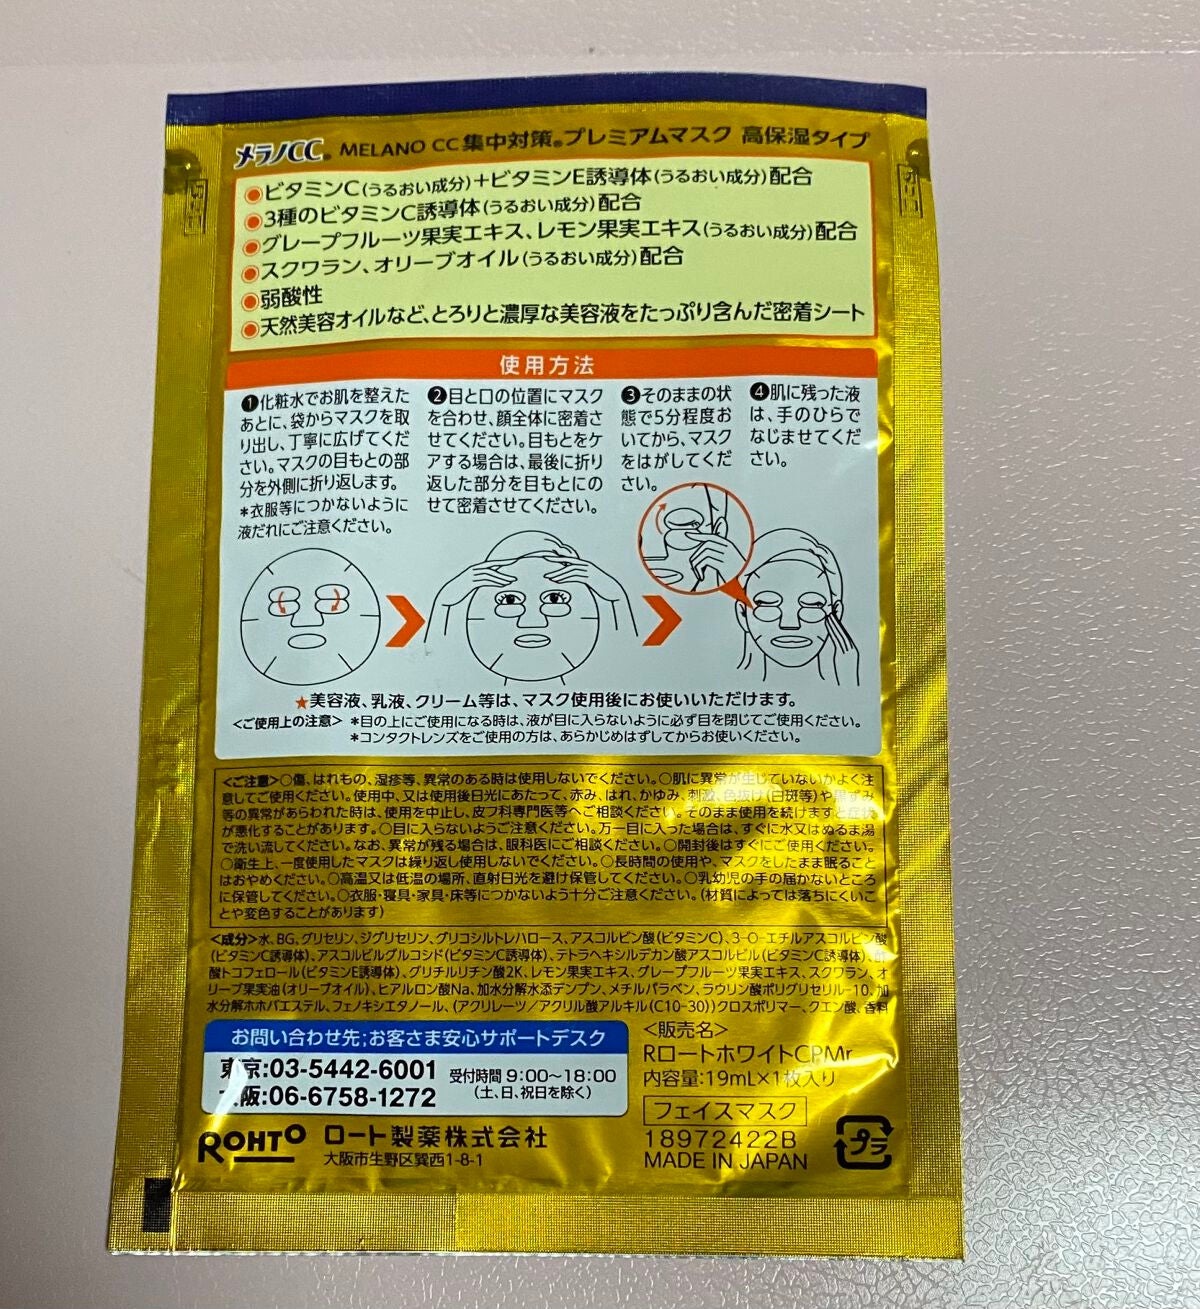 メラノCC® MELANO CC 集中対策®プレミアムマスク 高保湿タイプ
●ビタミンC(うるおい成分)+ビタミンE誘導体(うるおい成分)配合
●3種のビタミンC誘導体(うるおい成分)配合
●グレープフルーツ果実エキス、レモン果実エキス(うるおい成分)配合
●スクワラン、オリーブオイル(うるおい成分)配合
●弱酸性
●天然美容オイルなど、とろりと濃厚な美容液をたっぷり含んだ密着シート
使用方法
❶化粧水でお肌を整えた
あとに、袋からマスクを取
り出し、丁寧に広げてくだ
さい。マスクの目もとの部
分を外側に折り返します。
*衣服等につかないように
液だれにご注意ください。
❷目と口の位置にマスク
を合わせ、顔全体に密着さ
せてください。目もとをケ
アする場合は、最後に折り
返した部分を目もとにの
せて密着させてください。
❸そのままの状
態で5分程度お
いてから、マスク
をはがしてくだ
さい。
❹肌に残った液
は、手のひらで
なじませてくだ
さい。
★美容液、乳液、クリーム等は、マスク使用後にお使いいただけます。
<ご使用上の注意> *目の上にご使用になる時は、液が目に入らないように必ず目を閉じてご使用ください。
*コンタクトレンズをご使用の方は、あらかじめはずしてからお使いください。
<ご注意>○傷、はれもの、湿疹等、異常のある時は使用しないでください。○肌に異常が生じていないかよく注
意してご使用ください。使用中、又は使用後日光にあたって、赤み、はれ、かゆみ、刺激、色抜け(白斑等)や黒ずみ
等の異常があらわれた時は、使用を中止し、皮フ科専門医等へご相談ください。そのまま使用を続けますと症状
が悪化することがあります。○目に入らないようご注意ください。万一目に入った場合は、すぐに水又はぬるま湯
で洗い流してください。なお、異常が残る場合は、眼科医にご相談ください。○開封後はすぐにご使用ください。
○衛生上、一度使用したマスクは繰り返し使用しないでください。○長時間の使用や、マスクをしたまま眠ること
はおやめください。○高温又は低温の場所、直射日光を避け保管してください。○乳幼児の手の届かないところ
に保管してください。○衣服・寝具・家具・床等につかないよう十分ご注意ください。(材質によっては落ちにくいこ
とや変色することがあります)
<成分>水、BG、グリセリン、ジグリセリン、グリコシルトレハロース、アスコルビン酸(ビタミンC)、3-O-エチルアスコルビン酸
(ビタミンC誘導体)、アスコルビルグルコシド(ビタミンC誘導体)、テトラヘキシルデカン酸アスコルビル(ビタミンC誘導体)、酢
酸トコフェロール(ビタミンE誘導体)、グリチルリチン酸2K、レモン果実エキス、グレープフルーツ果実エキス、スクワラン、オ
リーブ果実油(オリーブオイル)、ヒアルロン酸Na、加水分解水添デンプン、メチルパラベン、ラウリン酸ポリグリセリル-10、加
水分解ホホバエステル、フェノキシエタノール、(アクリレーツ/アクリル酸アルキル(C10-30))クロスポリマー、クエン酸、香料
お問い合わせ先;お客さま安心サポートデスク
東京:03-5442-6001
大阪:06-6758-1272
受付時間 9:00～18:00
(土、日、祝日を除く)
ROHTO ロート製薬株式会社
大阪市生野区巽西1-8-1
<販売名>
RロートホワイトCPMr
内容量:19mL×1枚入り
フェイスマスク
18972422B
MADE IN JAPAN
プラ